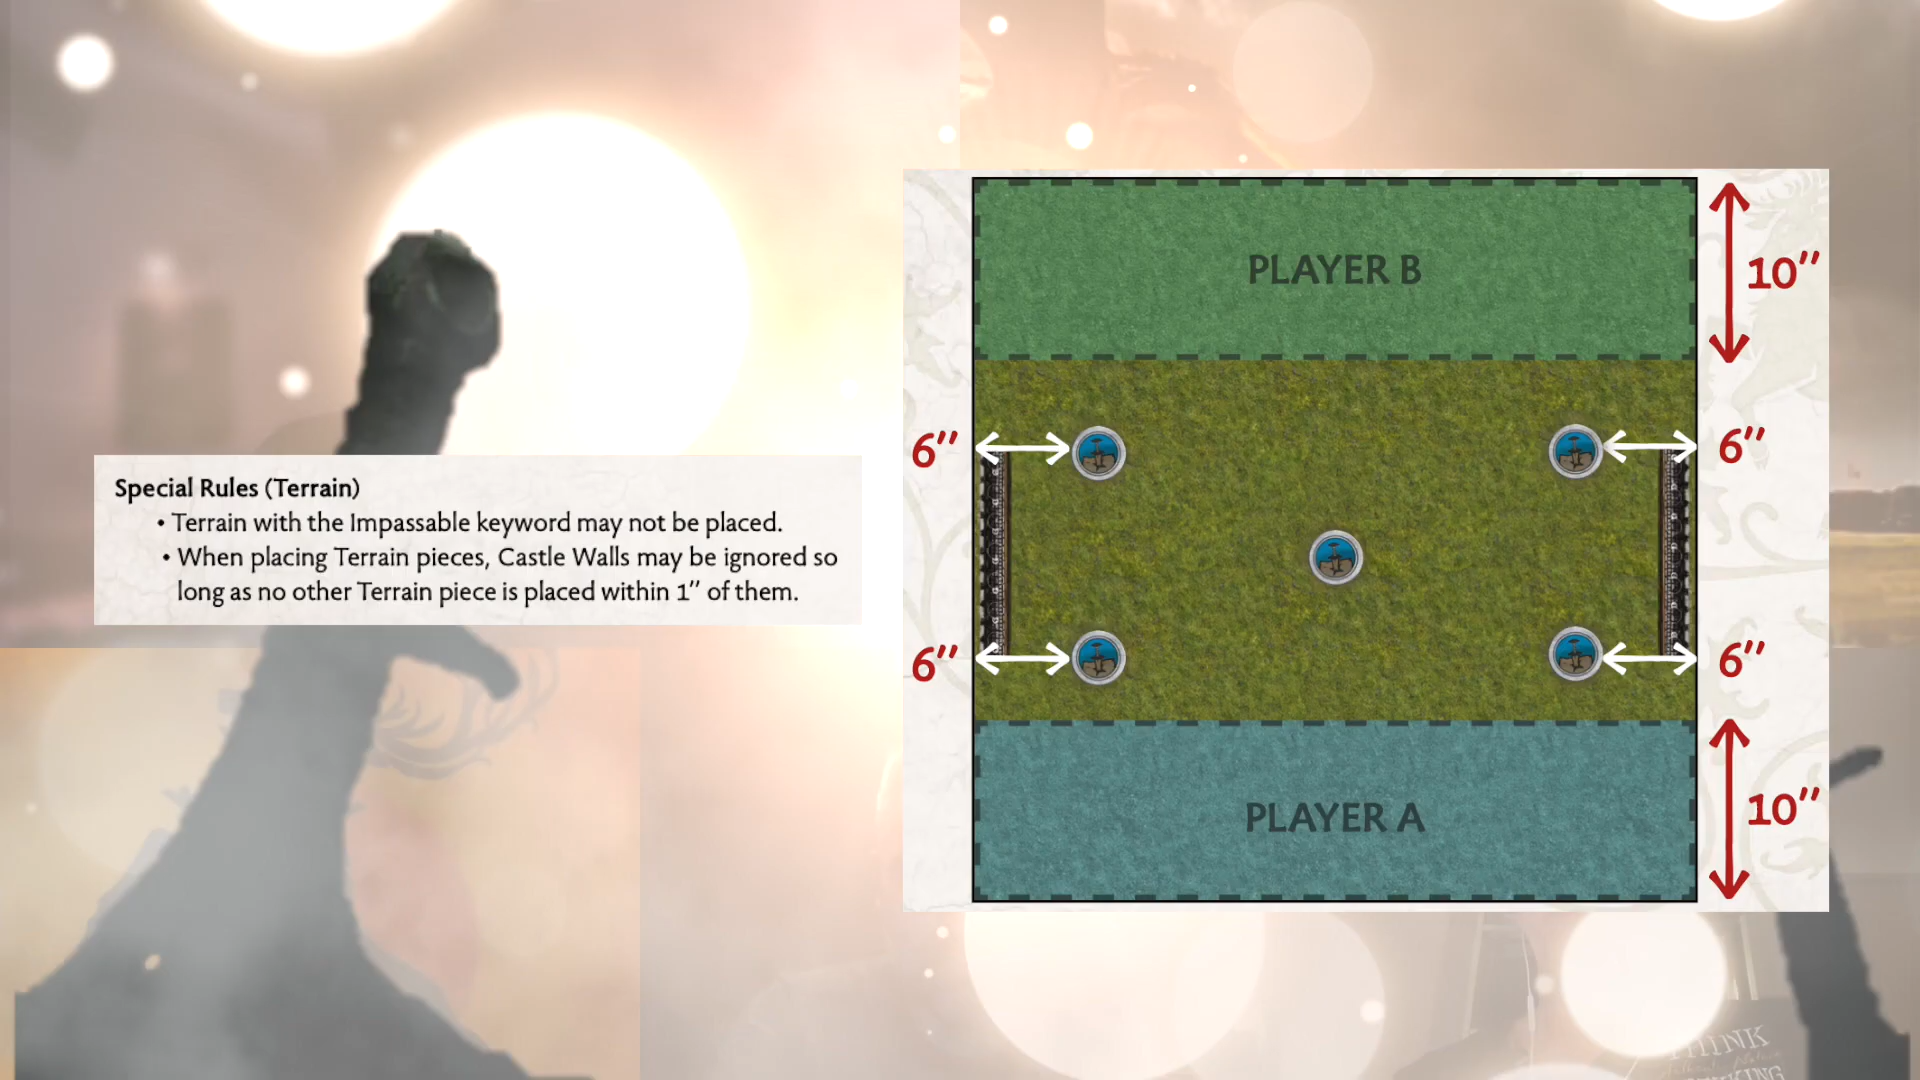 Special Rules (Terrain)
• Terrain with the Impassable keyword may not be placed.
• When placing Terrain pieces, Castle Walls may be ignored so
long as no other Terrain piece is placed within 1″ of them.
PLAYER B
10″
6″
6″
6″
6″
PLAYER A
10″
THINK